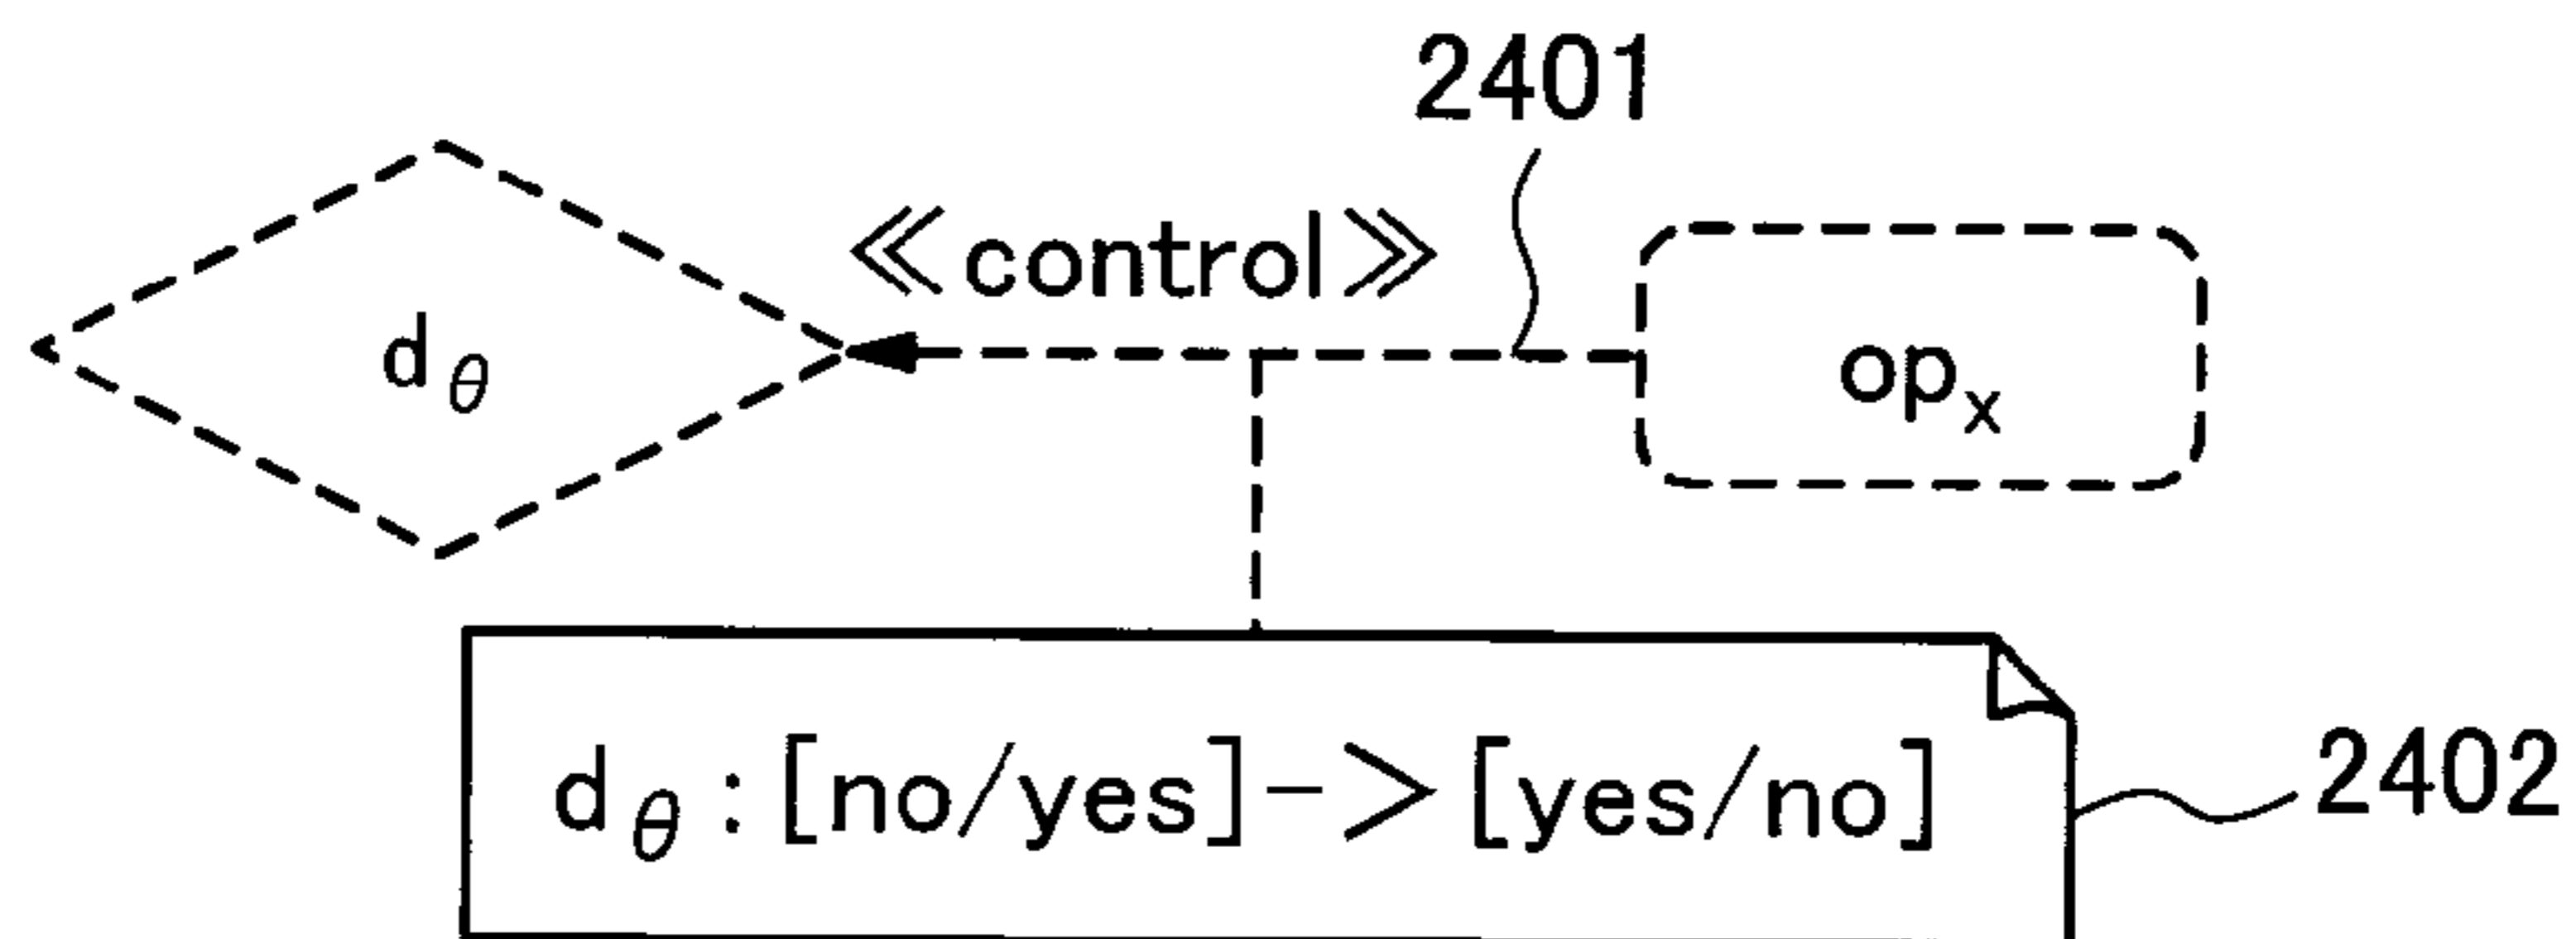 2401
≪control≫
dθ
opx
dθ:[no/yes]->[yes/no]
2402